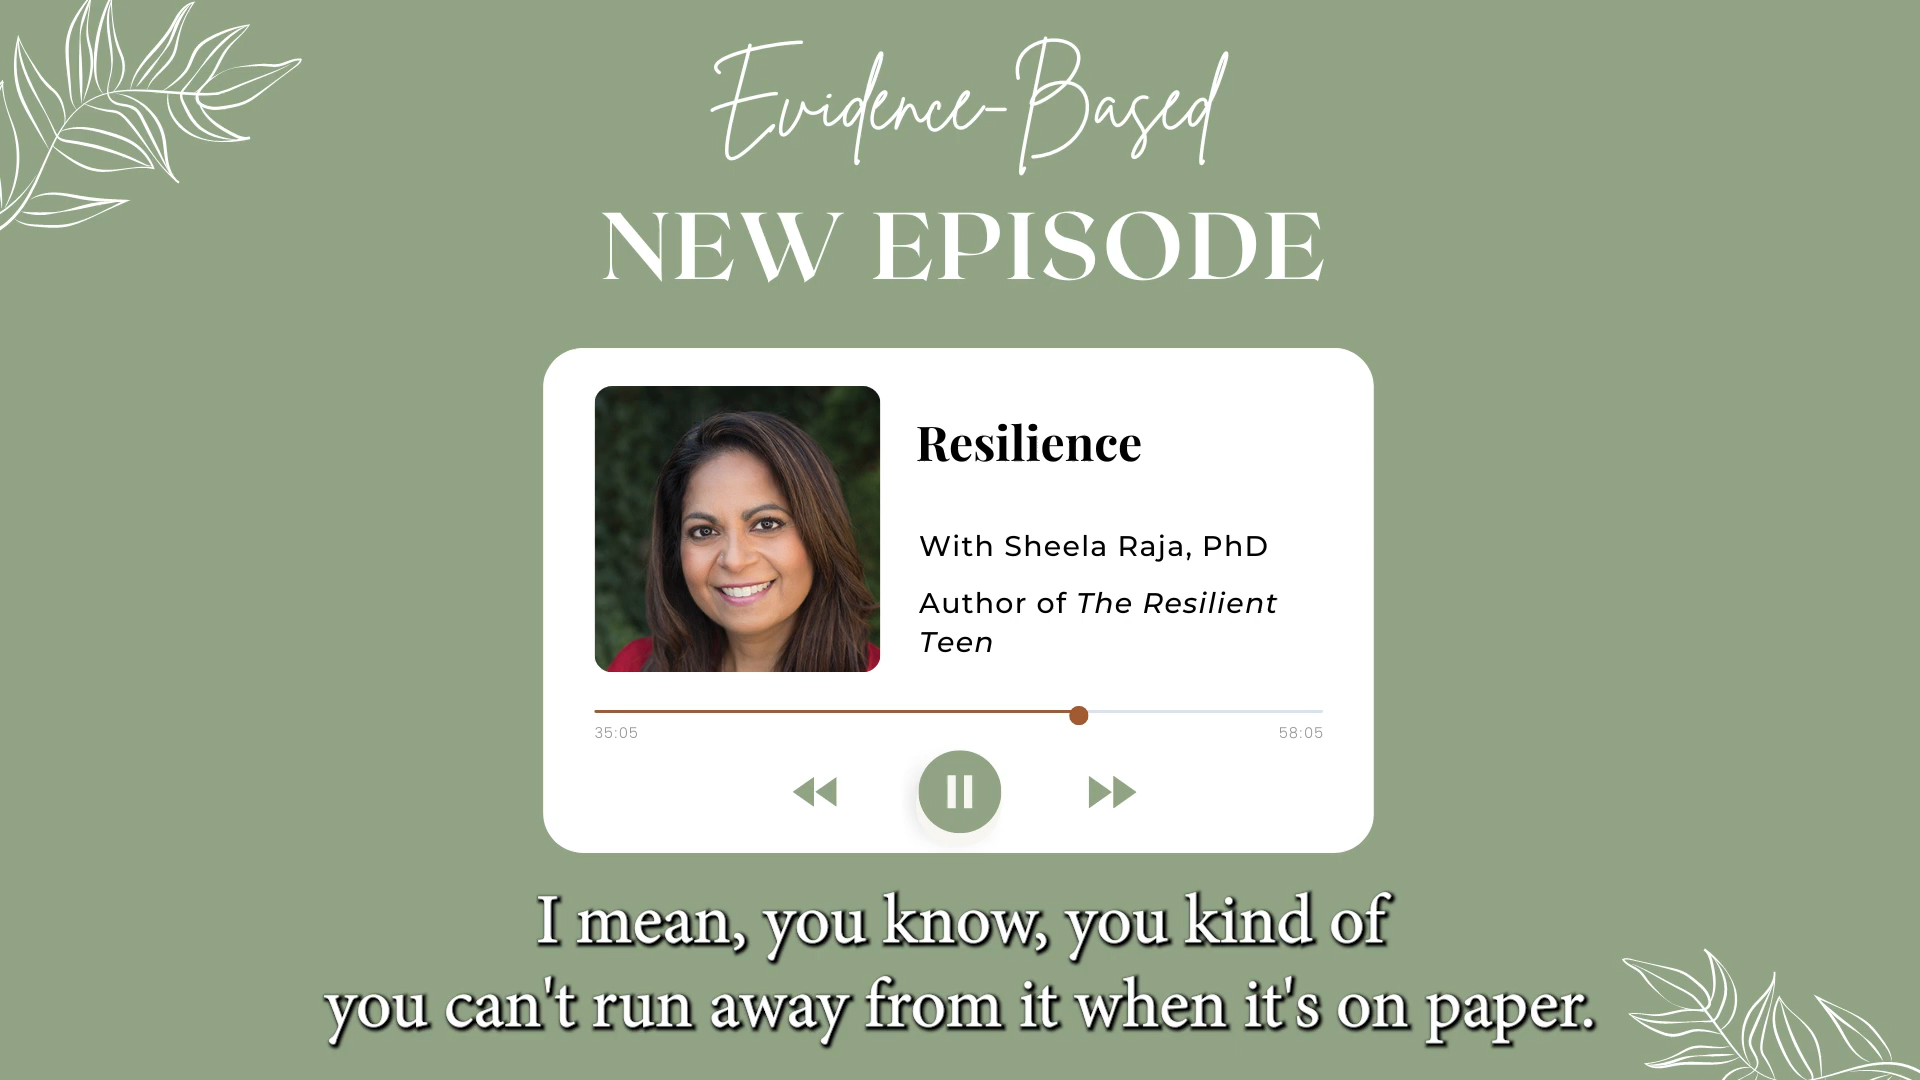 Evidence-Based
NEW EPISODE
Resilience
With Sheela Raja, PhD
Author of The Resilient
Teen
35:05
58:05
I mean, you know, you kind of
you can't run away from it when it's on paper.